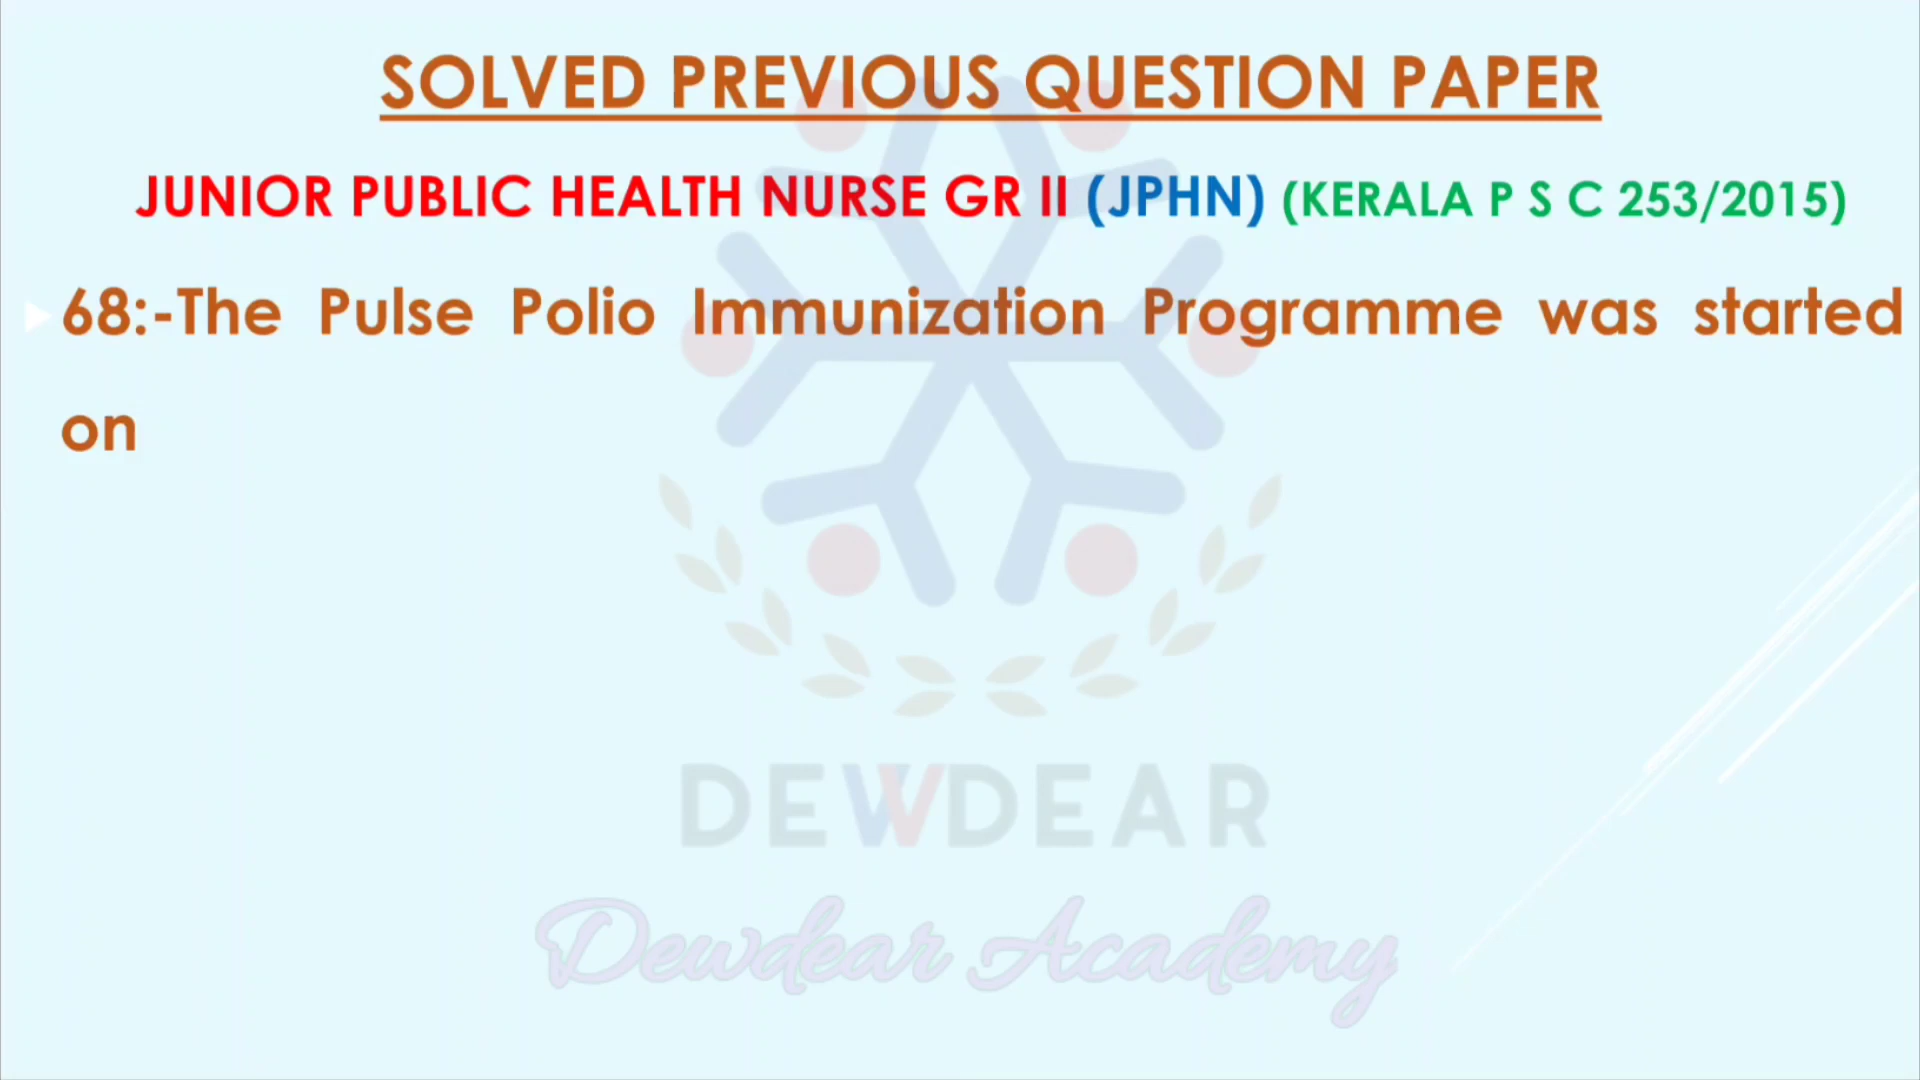 SOLVED PREVIOUS QUESTION PAPER
JUNIOR PUBLIC HEALTH NURSE GR II (JPHN) (KERALA P S C 253/2015)
68:-The Pulse Polio Immunization Programme was started
on
DEWDEAR
Dewdear Academy